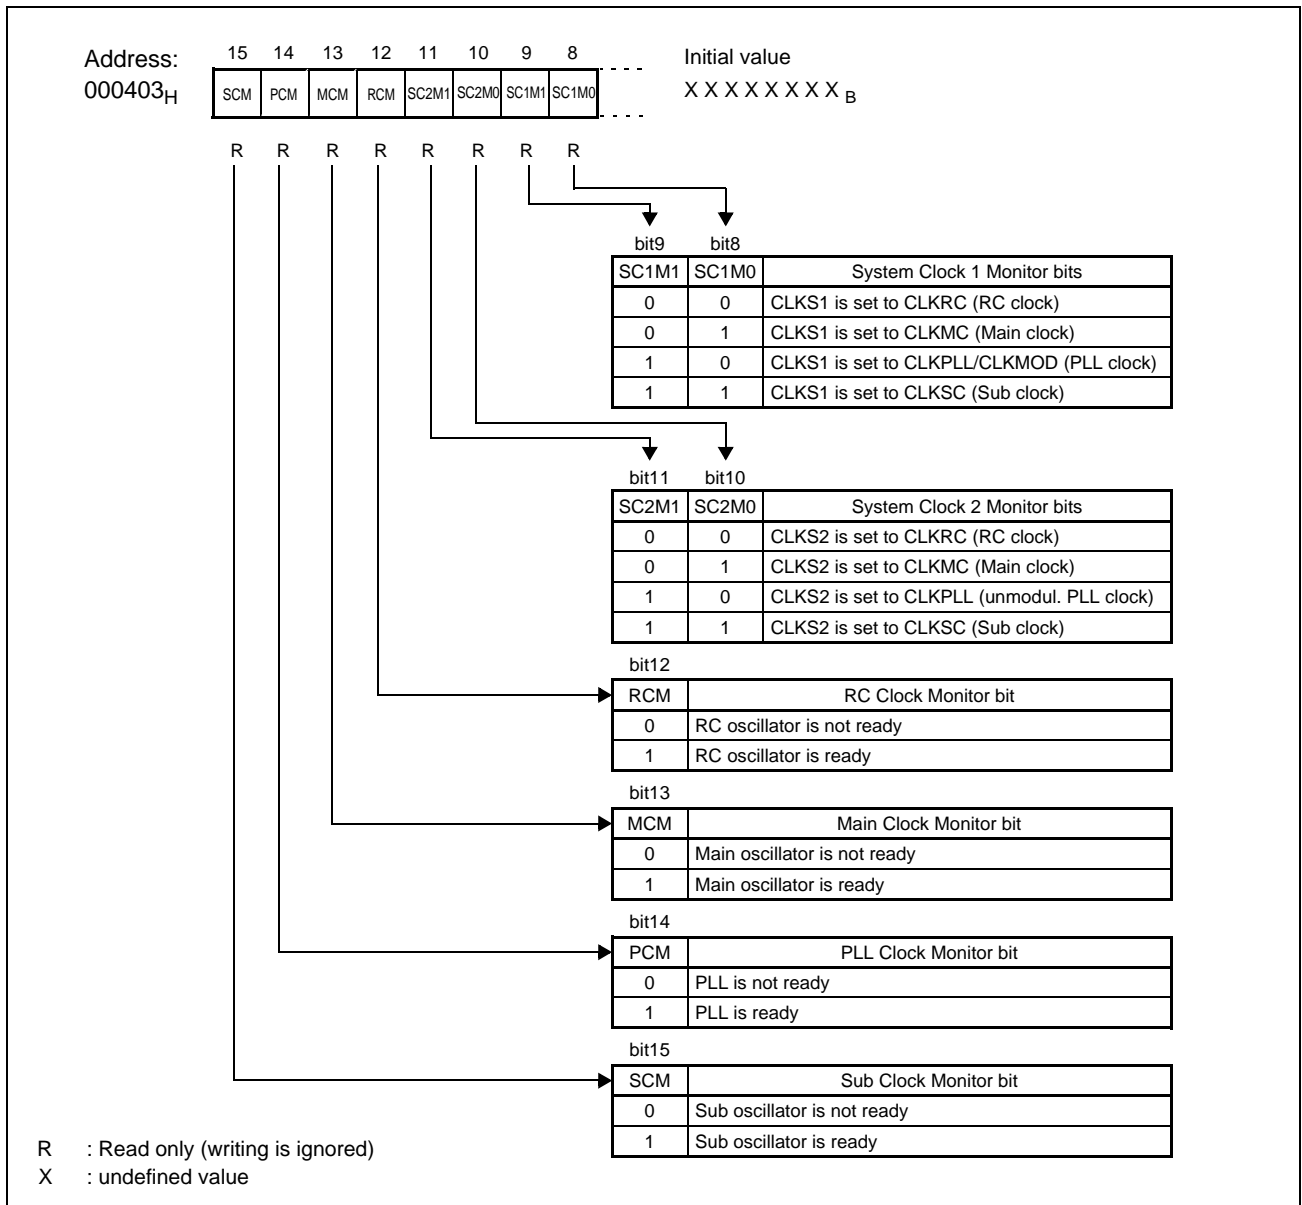 Address: 15 14 13 12 11 10 9 8 Initial value
000403H SCM PCM MCM RCM SC2M1 SC2M0 SC1M1 SC1M0 X X X X X X X X B
R R R R R R R R
bit9 bit8
SC1M1 SC1M0 System Clock 1 Monitor bits
0 0 CLKS1 is set to CLKRC (RC clock)
0 1 CLKS1 is set to CLKMC (Main clock)
1 0 CLKS1 is set to CLKPLL/CLKMOD (PLL clock)
1 1 CLKS1 is set to CLKSC (Sub clock)
bit11 bit10
SC2M1 SC2M0 System Clock 2 Monitor bits
0 0 CLKS2 is set to CLKRC (RC clock)
0 1 CLKS2 is set to CLKMC (Main clock)
1 0 CLKS2 is set to CLKPLL (unmodul. PLL clock)
1 1 CLKS2 is set to CLKSC (Sub clock)
bit12
RCM RC Clock Monitor bit
0 RC oscillator is not ready
1 RC oscillator is ready
bit13
MCM Main Clock Monitor bit
0 Main oscillator is not ready
1 Main oscillator is ready
bit14
PCM PLL Clock Monitor bit
0 PLL is not ready
1 PLL is ready
bit15
SCM Sub Clock Monitor bit
0 Sub oscillator is not ready
1 Sub oscillator is ready
R : Read only (writing is ignored)
X : undefined value